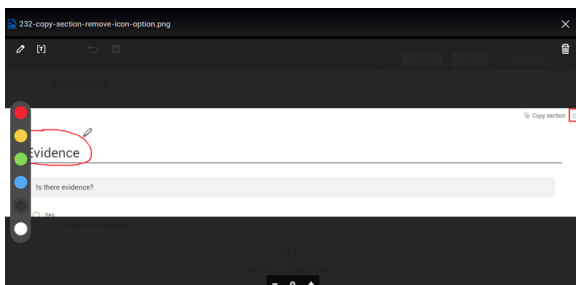 232-copy-section-remove-icon-option.png
Evidence
Copy section
Evidence
Is there evidence?
Yes